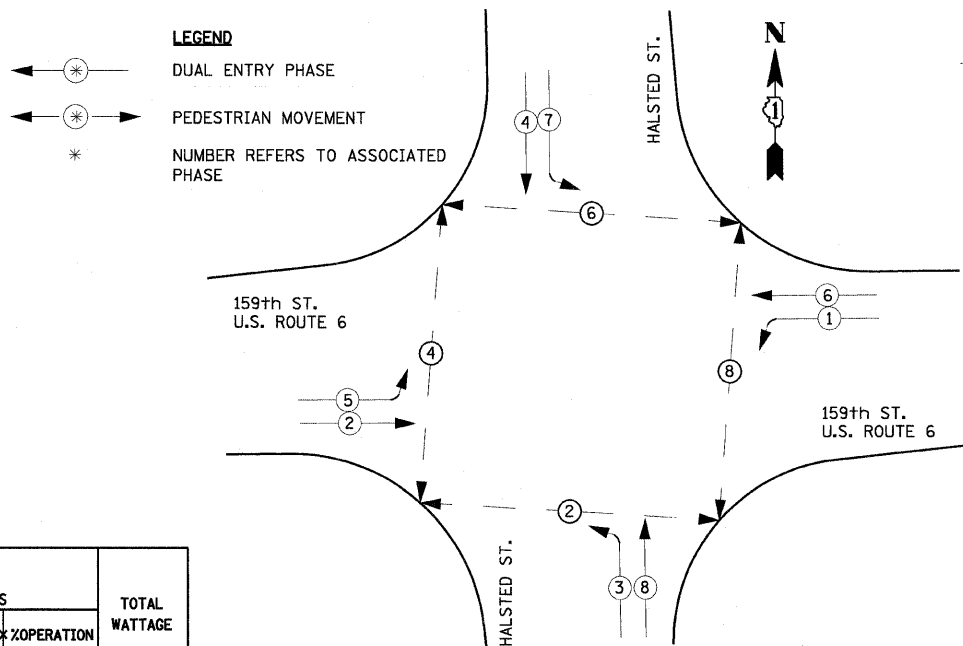 LEGEND
✳ DUAL ENTRY PHASE
✳ PEDESTRIAN MOVEMENT
✳ NUMBER REFERS TO ASSOCIATED
PHASE
HALSTED ST.
N
1
4
7
6
159th ST.
U.S. ROUTE 6
6
1
4
8
5
2
159th ST.
U.S. ROUTE 6
2
HALSTED ST.
3
8
S
TOTAL
WATTAGE
%OPERATION